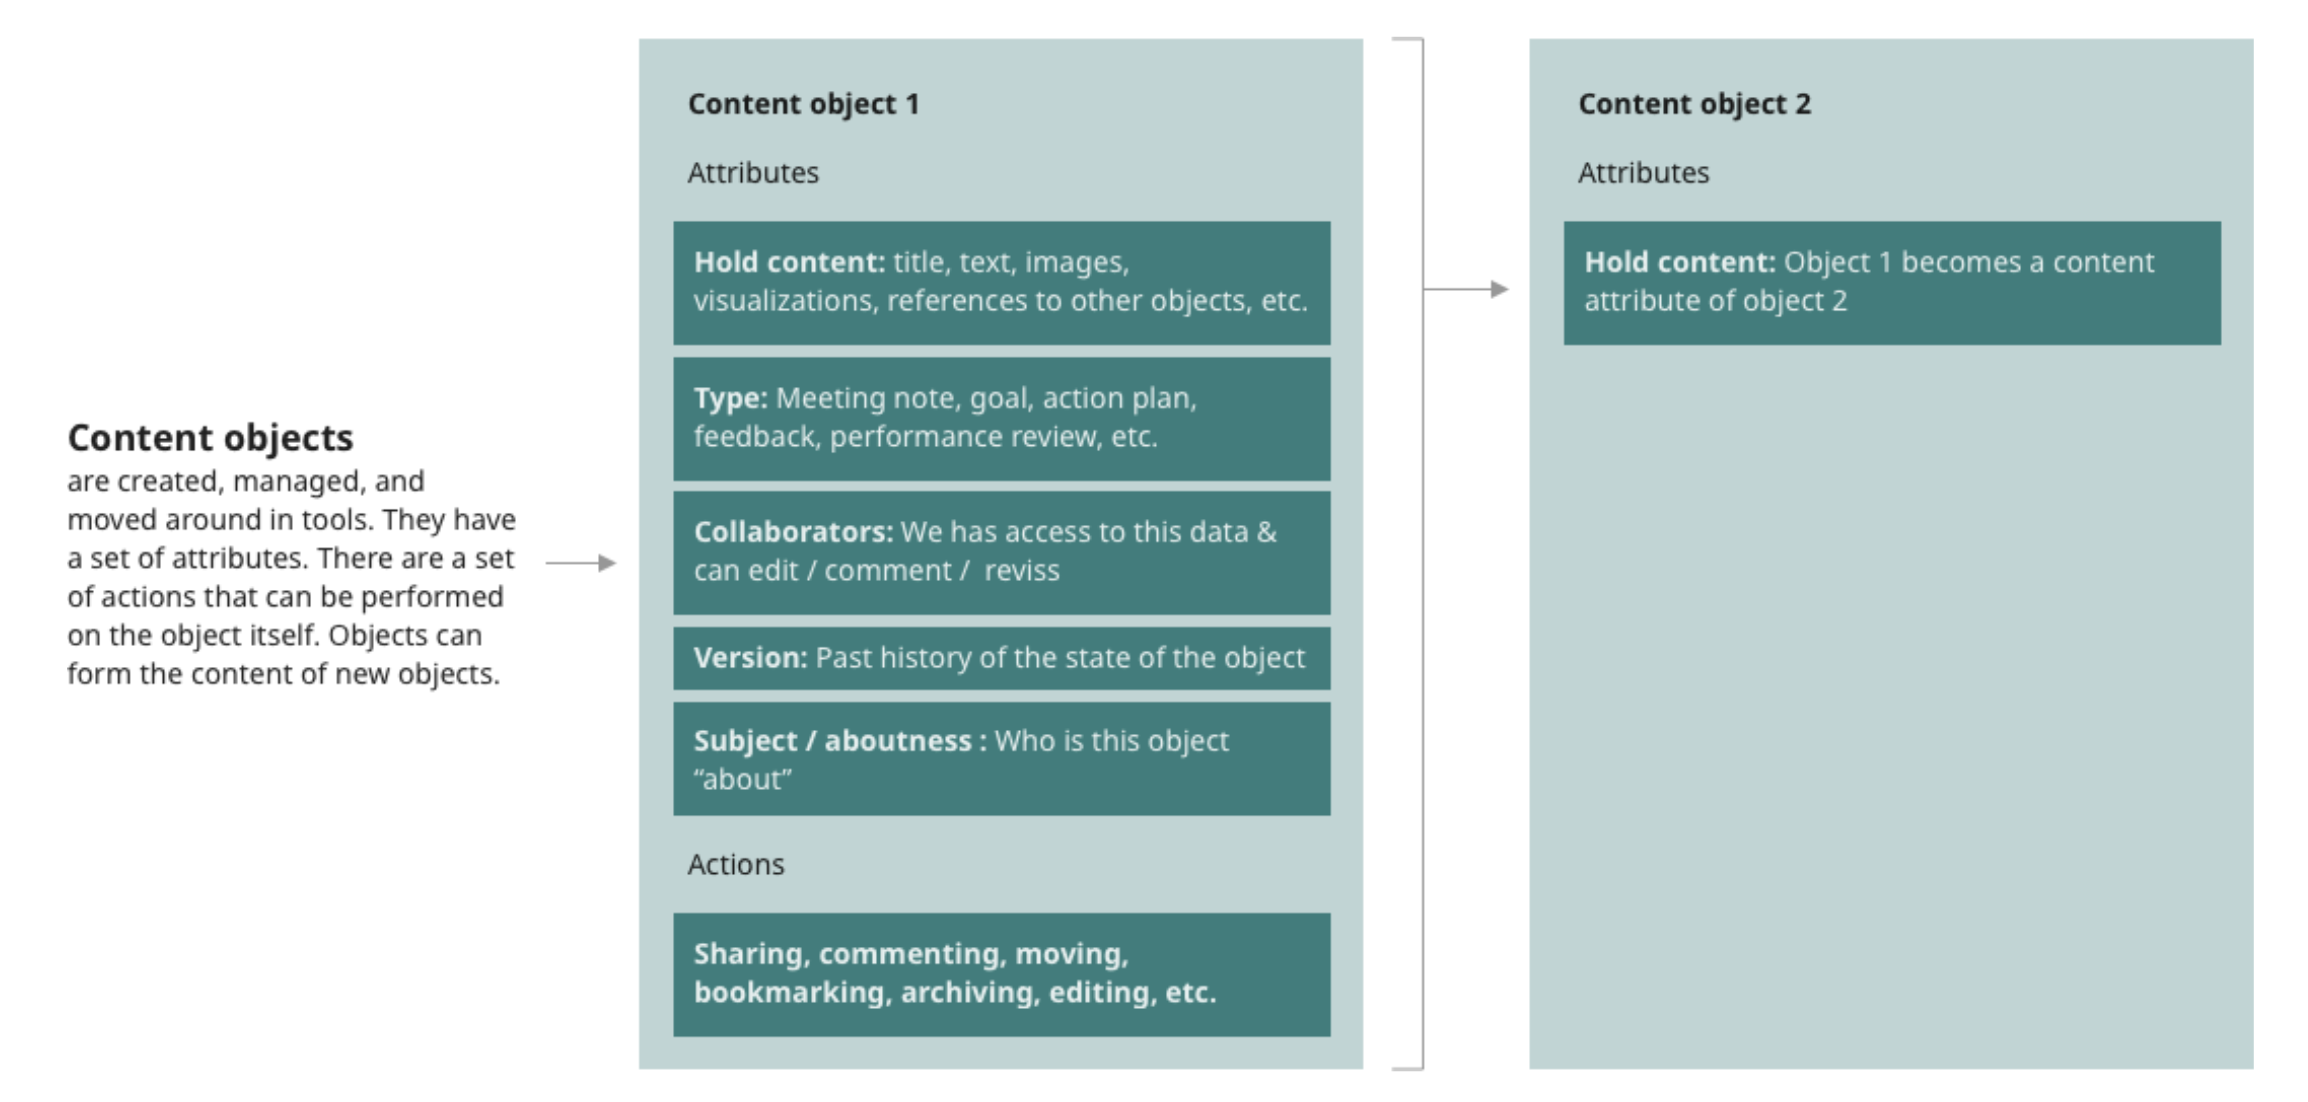 Content objects
are created, managed, and
moved around in tools. They have
a set of attributes. There are a set
of actions that can be performed
on the object itself. Objects can
form the content of new objects.
Content object 1
Attributes
Hold content: title, text, images,
visualizations, references to other objects, etc.
Type: Meeting note, goal, action plan,
feedback, performance review, etc.
Collaborators: We has access to this data &
can edit / comment /  reviss
Version: Past history of the state of the object
Subject / aboutness : Who is this object
“about”
Actions
Sharing, commenting, moving,
bookmarking, archiving, editing, etc.
Content object 2
Attributes
Hold content: Object 1 becomes a content
attribute of object 2